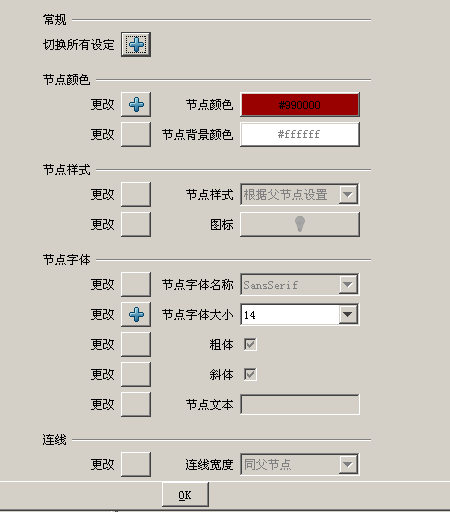 常规
切换所有设定
节点颜色
更改 节点颜色 #990000
更改 节点背景颜色 #ffffff
节点样式
更改 节点样式 根据父节点设置
更改 图标
节点字体
更改 节点字体名称 SansSerif
更改 节点字体大小 14
更改 粗体
更改 斜体
更改 节点文本
连线
更改 连线宽度 同父节点
OK